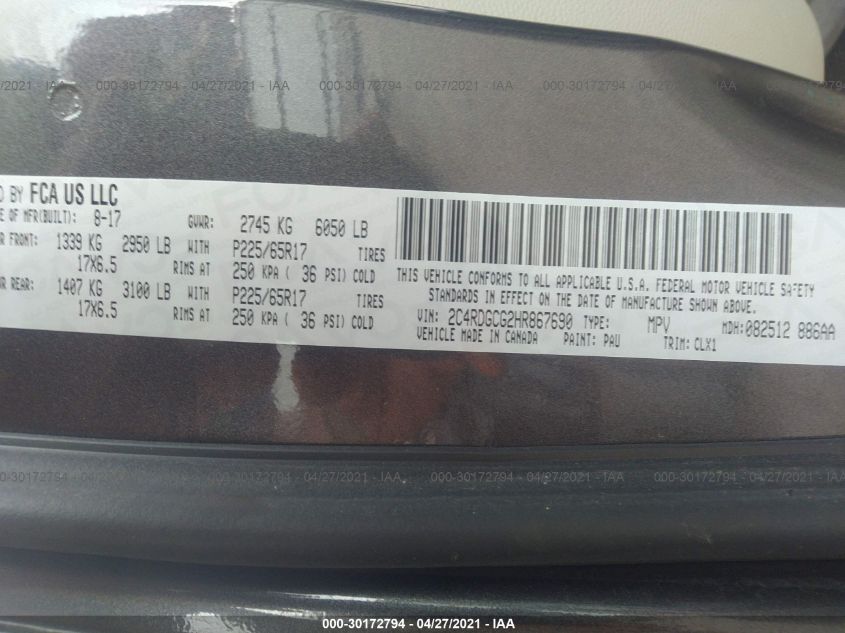 000-30172794 - 04/27/2021 - IAA
D BY FCA US LLC
E OF MFR(BUILT): 8-17 GVWR: 2745 KG 6050 LB
R FRONT: 1339 KG 2950 LB WITH P225/65R17 TIRES
17X6.5 RIMS AT 250 KPA ( 36 PSI) COLD
R REAR: 1407 KG 3100 LB WITH P225/65R17 TIRES
17X6.5 RIMS AT 250 KPA ( 36 PSI) COLD
THIS VEHICLE CONFORMS TO ALL APPLICABLE U.S.A. FEDERAL MOTOR VEHICLE SAFETY
STANDARDS IN EFFECT ON THE DATE OF MANUFACTURE SHOWN ABOVE.
VIN: 2C4RDGCG2HR867690 TYPE: MPV MDH:082512 886AA
VEHICLE MADE IN CANADA PAINT: PAU TRIM: CLX1
000-30172794 - 04/27/2021 - IAA
000-30172794 - 04/27/2021 - IAA